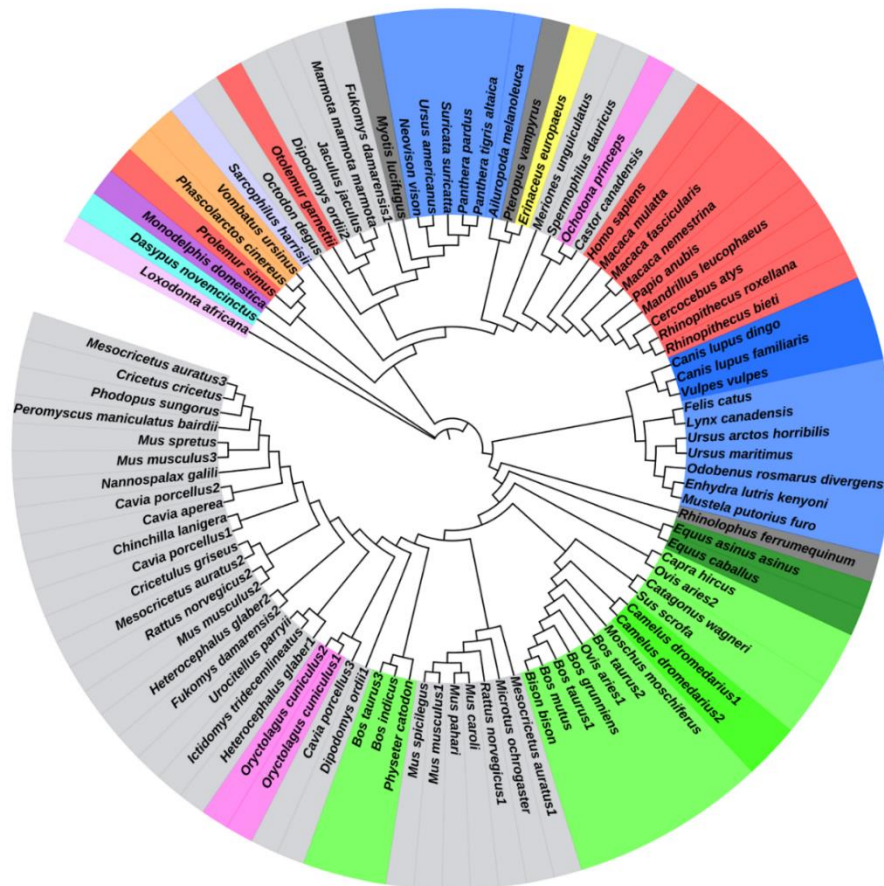 Loxodonta africana
Dasypus novemcinctus
Monodelphis domestica
Prolemur simus
Phascolarctos cinereus
Vombatus ursinus
Sarcophilus harrisii
Octodon degus
Otolemur garnettii
Dipodomys ordii2
Jaculus jaculus
Marmota marmota marmota
Fukomys damarensis1
Myotis lucifugus
Neovison vison
Ursus americanus
Suricata suricatta
Panthera pardus
Panthera tigris altaica
Ailuropoda melanoleuca
Pteropus vampyrus
Erinaceus europaeus
Meriones unguiculatus
Spermophilus dauricus
Ochotona princeps
Castor canadensis
Homo sapiens
Macaca mulatta
Macaca fascicularis
Macaca nemestrina
Papio anubis
Mandrillus leucophaeus
Cercocebus atys
Rhinopithecus roxellana
Rhinopithecus bieti
Canis lupus dingo
Canis lupus familiaris
Vulpes vulpes
Felis catus
Lynx canadensis
Ursus arctos horribilis
Ursus maritimus
Odobenus rosmarus divergens
Enhydra lutris kenyoni
Mustela putorius furo
Rhinolophus ferrumequinum
Equus asinus asinus
Equus caballus
Capra hircus
Ovis aries2
Catagonus wagneri
Sus scrofa
Camelus dromedarius1
Camelus dromedarius2
Moschus moschiferus
Bos taurus2
Ovis aries1
Bos grunniens
Bos taurus1
Bos mutus
Bison bison
Mesocricetus auratus1
Microtus ochrogaster
Rattus norvegicus1
Mus caroli
Mus pahari
Mus musculus1
Mus spicilegus
Physeter catodon
Bos indicus
Bos taurus3
Dipodomys ordii1
Cavia porcellus3
Oryctolagus cuniculus1
Oryctolagus cuniculus2
Heterocephalus glaber1
Ictidomys tridecemlineatus
Urocitellus parryii
Fukomys damarensis2
Heterocephalus glaber2
Mus musculus2
Rattus norvegicus2
Mesocricetus auratus2
Cricetulus griseus
Cavia porcellus1
Chinchilla lanigera
Cavia aperea
Cavia porcellus2
Nannospalax galili
Mus musculus3
Mus spretus
Peromyscus maniculatus bairdii
Phodopus sungorus
Cricetus cricetus
Mesocricetus auratus3